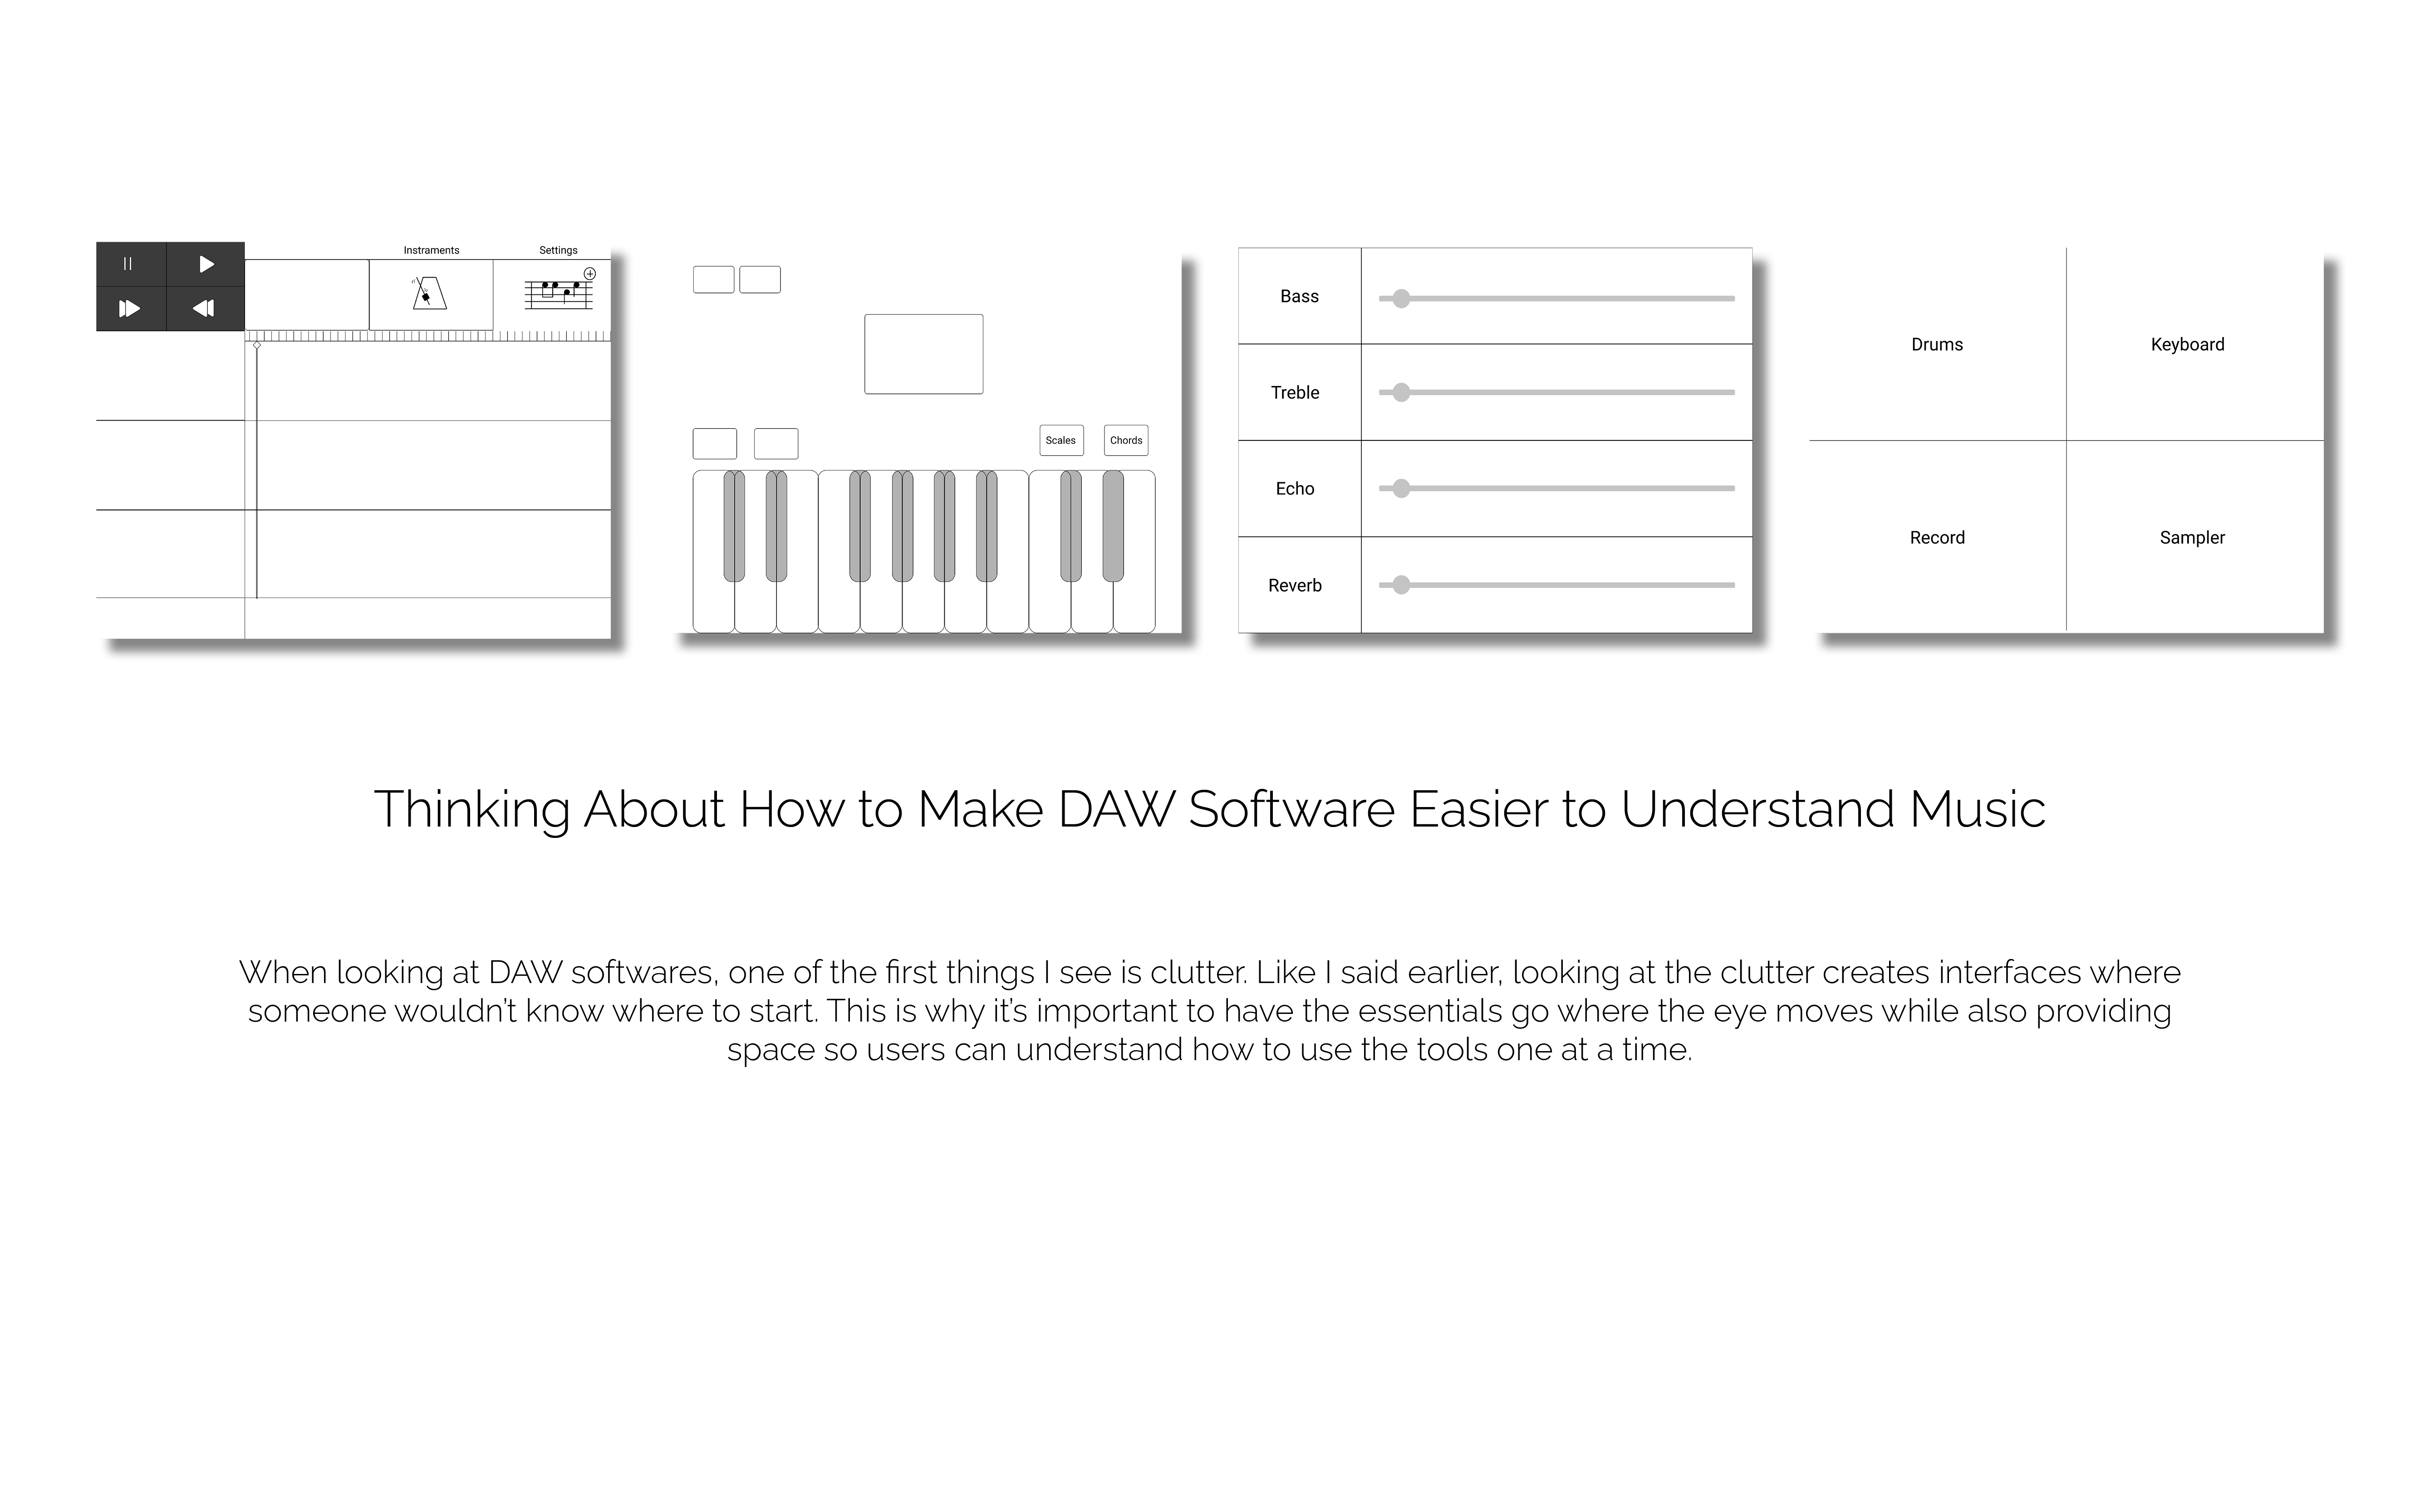 Instraments
Settings
Scales
Chords
Bass
Treble
Echo
Reverb
Drums
Keyboard
Record
Sampler
Thinking About How to Make DAW Software Easier to Understand Music
When looking at DAW softwares, one of the first things I see is clutter. Like I said earlier, looking at the clutter creates interfaces where
someone wouldn't know where to start. This is why it's important to have the essentials go where the eye moves while also providing
space so users can understand how to use the tools one at a time.